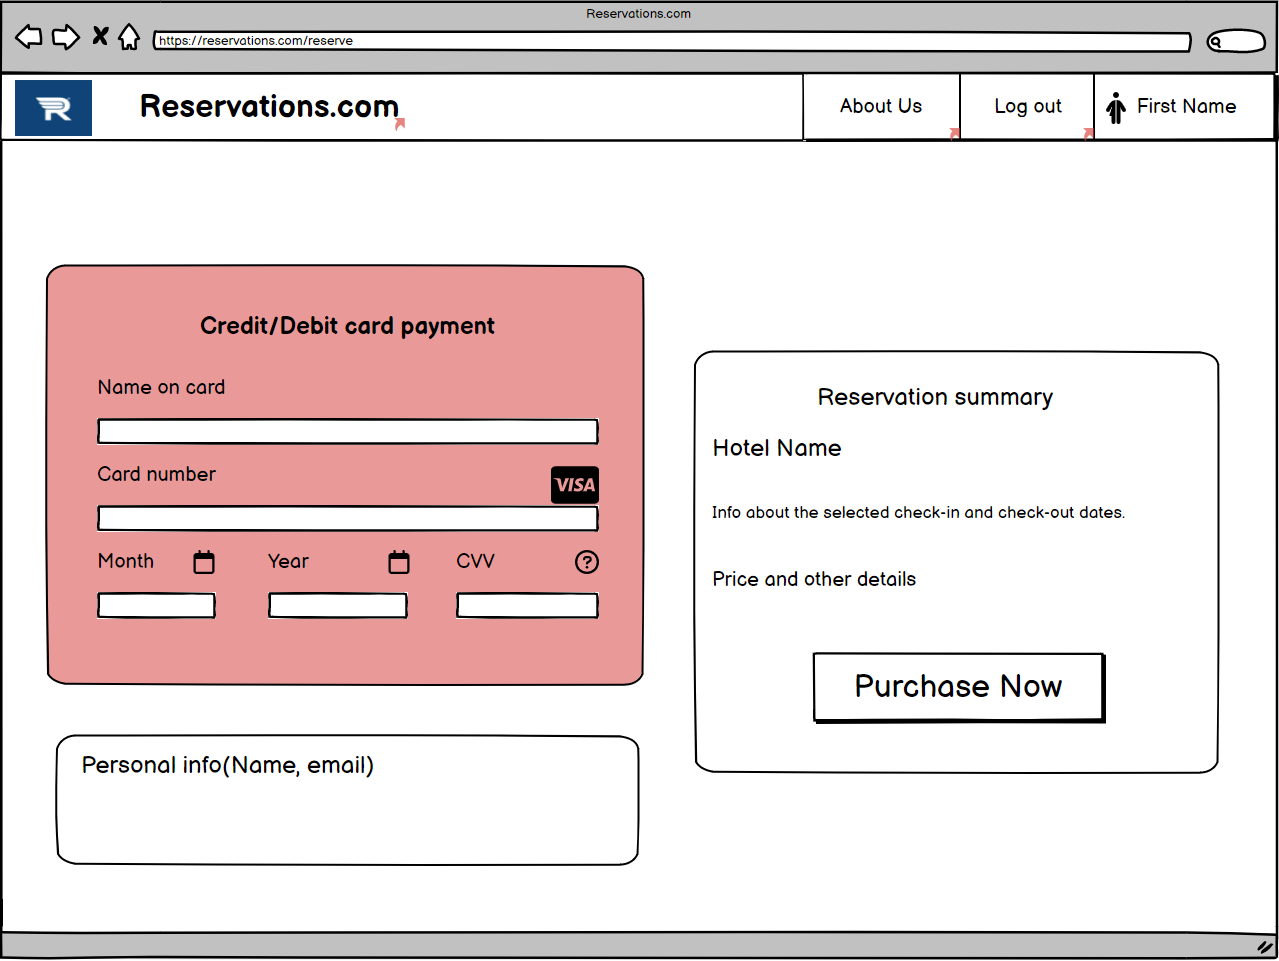 Reservations.com
https://reservations.com/reserve
R
Reservations.com
About Us
Log out
First Name
Credit/Debit card payment
Name on card
Card number
VISA
Month
Year
CVV
?
Personal info(Name, email)
Reservation summary
Hotel Name
Info about the selected check-in and check-out dates.
Price and other details
Purchase Now